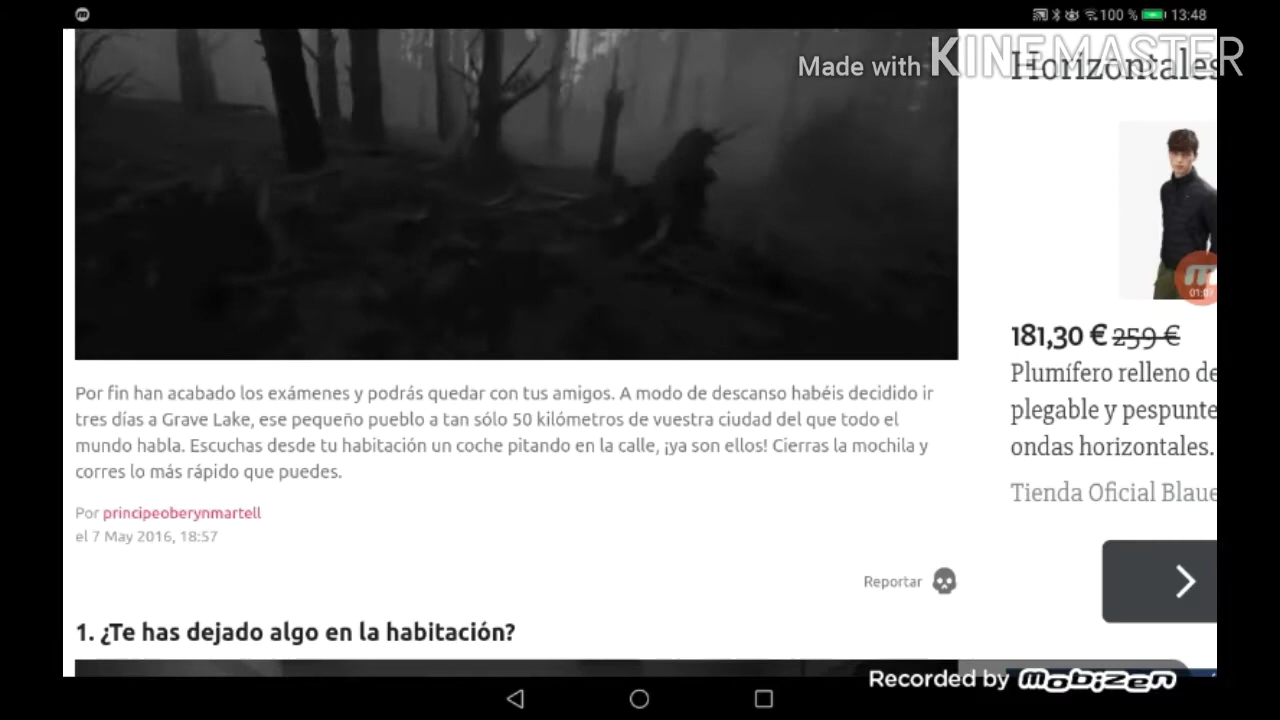 100 % 13:48
Made with KINEMASTER
Horizontales
01:07
181,30 € 259 €
Plumífero relleno de
plegable y pespunte
ondas horizontales.
Tienda Oficial Blaue
Por fin han acabado los exámenes y podrás quedar con tus amigos. A modo de descanso habéis decidido ir
tres días a Grave Lake, ese pequeño pueblo a tan sólo 50 kilómetros de vuestra ciudad del que todo el
mundo habla. Escuchas desde tu habitación un coche pitando en la calle, ¡ya son ellos! Cierras la mochila y
corres lo más rápido que puedes.
Por principeoberynmartell
el 7 May 2016, 18:57
Reportar
1. ¿Te has dejado algo en la habitación?
Recorded by mobizen